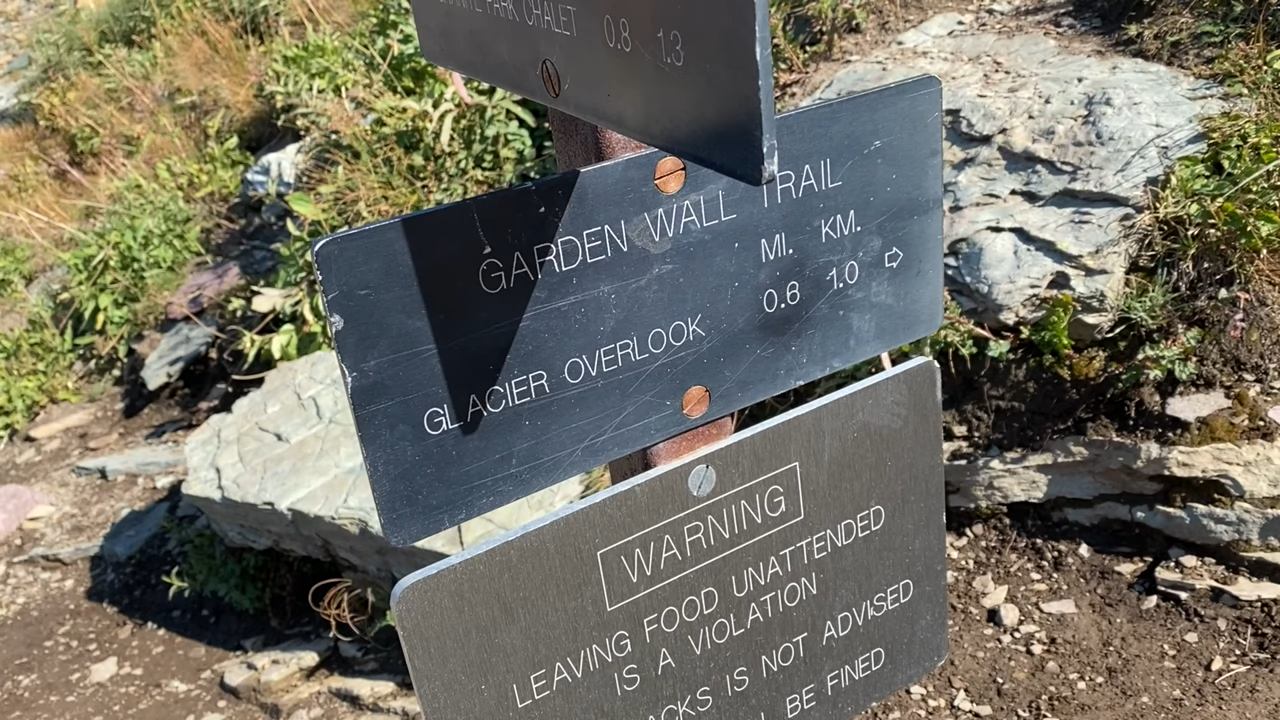 PARK CHALET 0.8 1.3
GARDEN WALL TRAIL
MI. KM.
GLACIER OVERLOOK 0.8 1.0 ⇨
WARNING
LEAVING FOOD UNATTENDED
IS A VIOLATION
IS NOT ADVISED
BE FINED